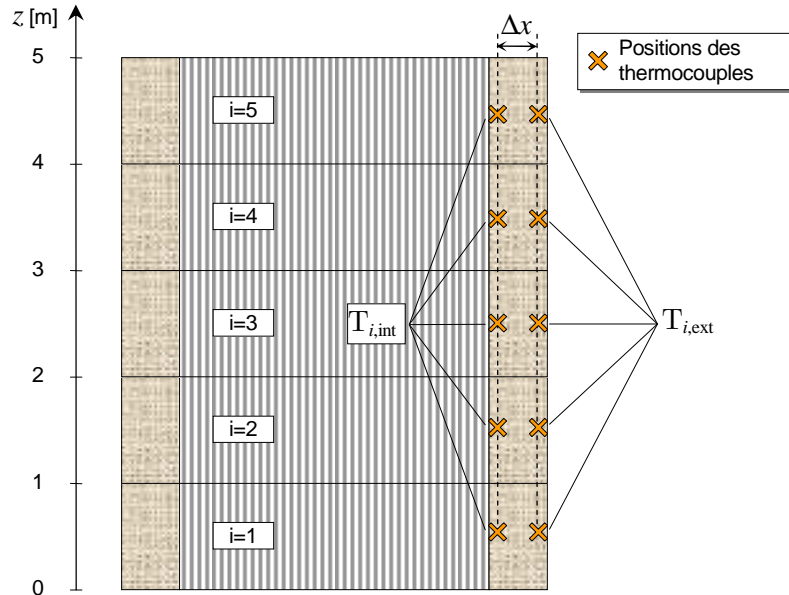 z [m]
Δx
Positions des
thermocouples
5
i=5
4
i=4
3
i=3
T_{i,int}
T_{i,ext}
2
i=2
1
i=1
0